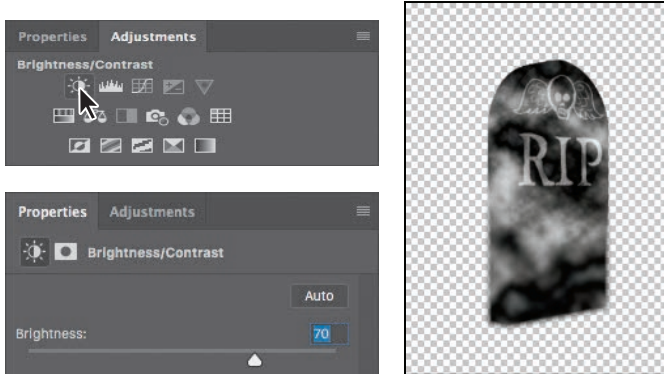 Properties Adjustments
Brightness/Contrast
Properties Adjustments
Brightness/Contrast
Auto
Brightness: 70
RIP